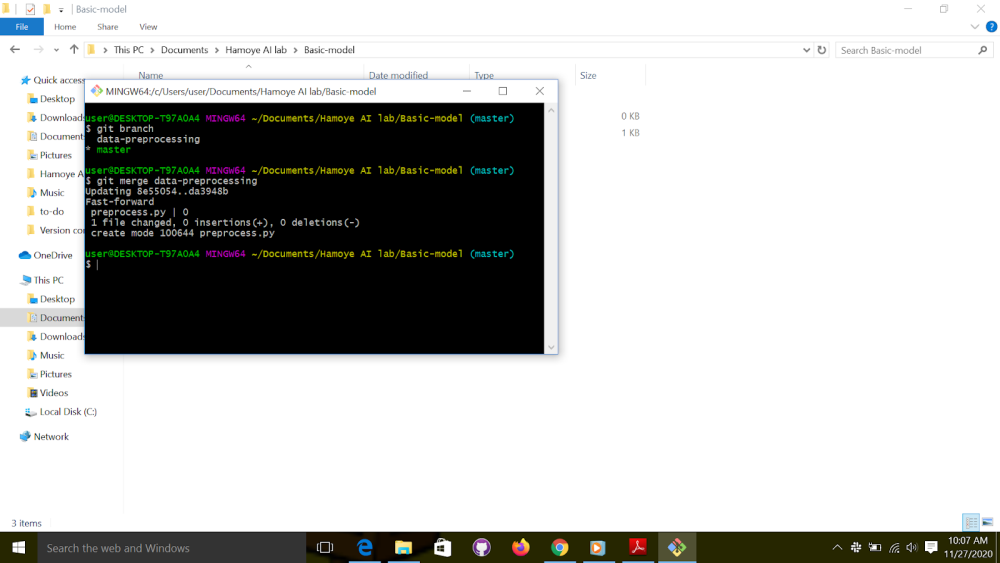 Basic-model
File Home Share View
This PC Documents Hamoye AI lab Basic-model
Search Basic-model
Name Date modified Type Size
0 KB
1 KB
Quick access
Desktop
Downloads
Document
Pictures
Hamoye A
Music
to-do
Version co
OneDrive
This PC
Desktop
Document
Downloads
Music
Pictures
Videos
Local Disk (C:)
Network
MINGW64:/c/Users/user/Documents/Hamoye AI lab/Basic-model
user@DESKTOP-T97A0A4 MINGW64 ~/Documents/Hamoye AI lab/Basic-model (master)
$ git branch
data-preprocessing
* master
user@DESKTOP-T97A0A4 MINGW64 ~/Documents/Hamoye AI lab/Basic-model (master)
$ git merge data-preprocessing
Updating 8e55054..da3948b
Fast-forward
preprocess.py | 0
1 file changed, 0 insertions(+), 0 deletions(-)
create mode 100644 preprocess.py
user@DESKTOP-T97A0A4 MINGW64 ~/Documents/Hamoye AI lab/Basic-model (master)
$
3 items
Search the web and Windows
10:07 AM
11/27/2020